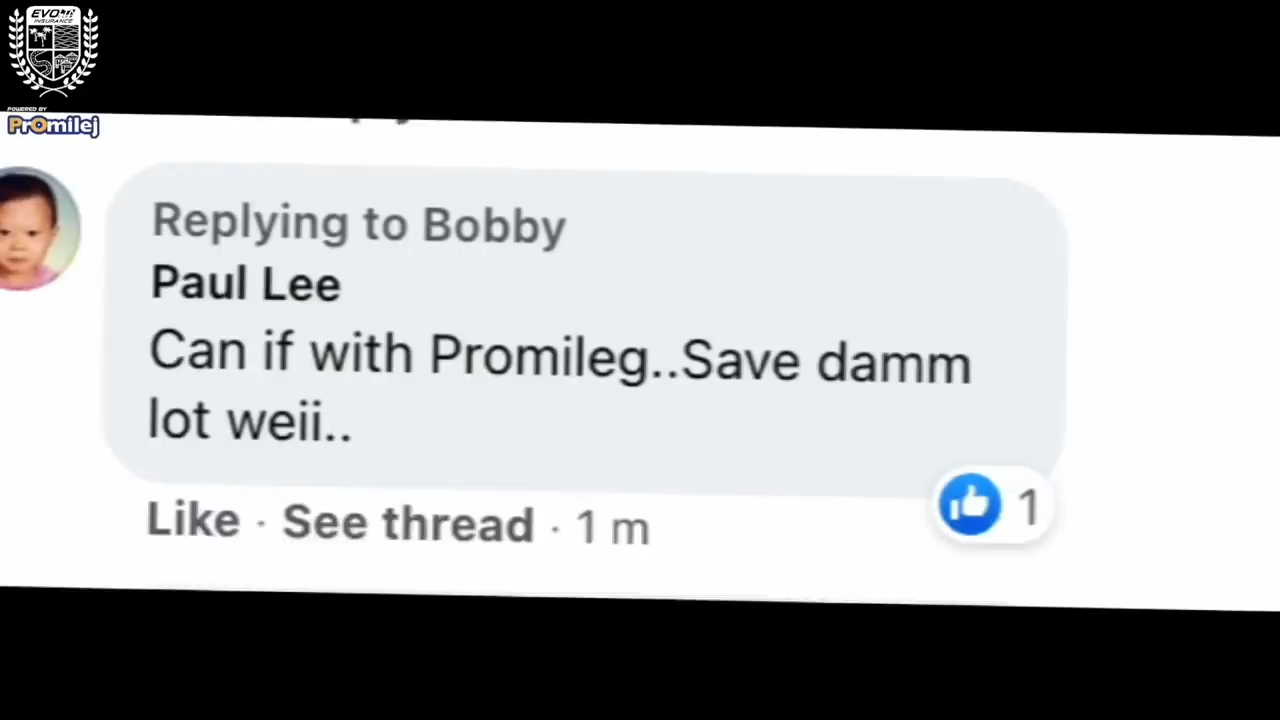 EVO
INSURANCE
POWERED BY
PrOmilej
Replying to Bobby
Paul Lee
Can if with Promileg..Save damm
lot weii..
Like · See thread · 1 m
1